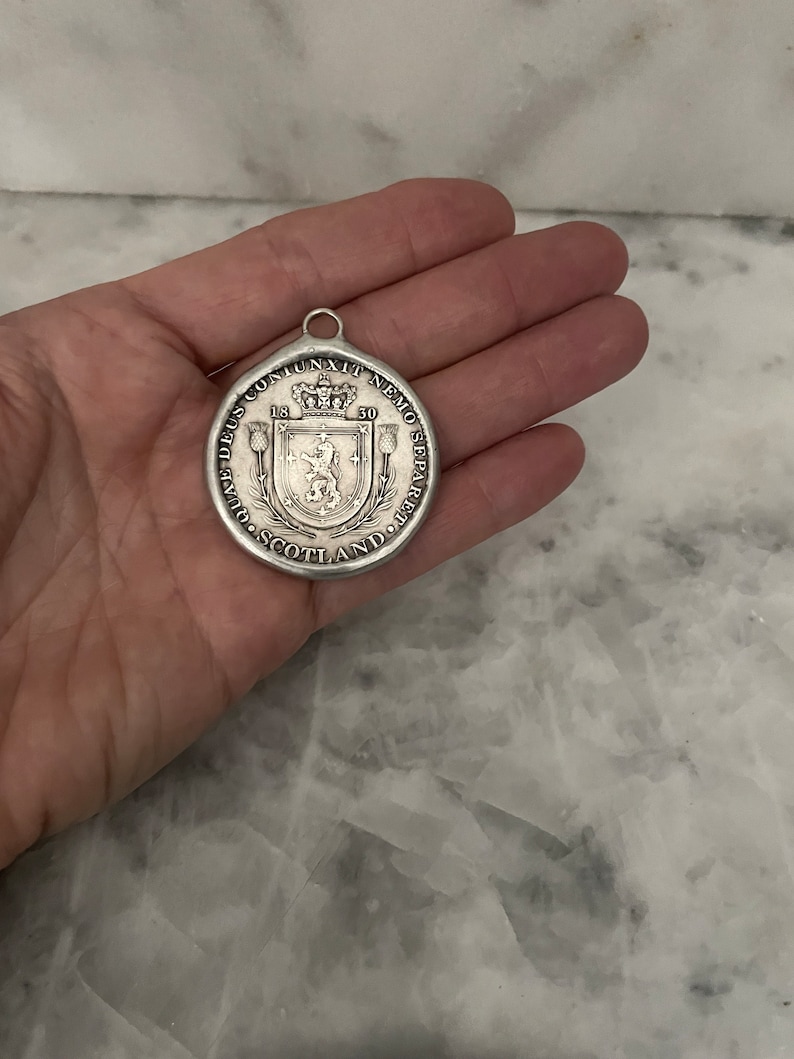 QUAE DEUS CONIUNXIT NEMO SEPARET
18 30
• SCOTLAND •